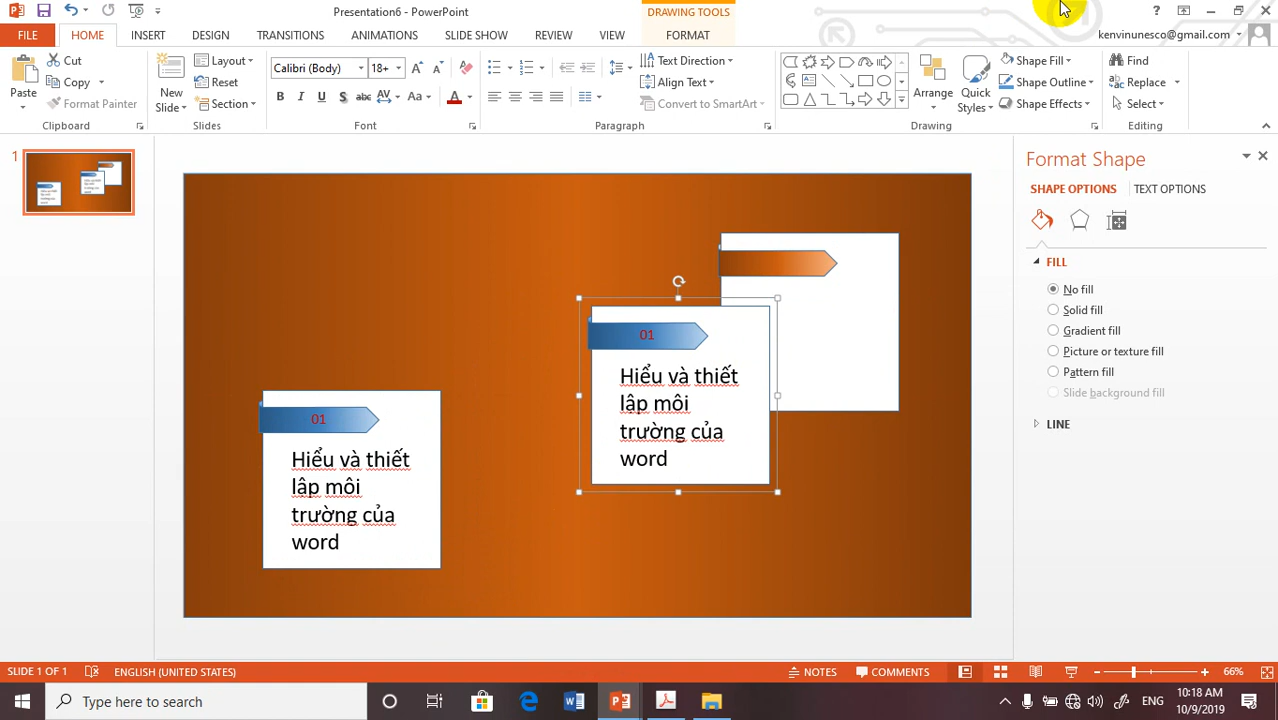 Presentation6 - PowerPoint
DRAWING TOOLS
?
FILE
HOME
INSERT
DESIGN
TRANSITIONS
ANIMATIONS
SLIDE SHOW
REVIEW
VIEW
FORMAT
kenvinunesco@gmail.com
Paste
Cut
Copy
Format Painter
Clipboard
New
Slide
Layout
Reset
Section
Slides
Calibri (Body)
18+
B I U S abc AV Aa A
Font
Text Direction
Align Text
Convert to SmartArt
Paragraph
Arrange
Quick
Styles
Shape Fill
Shape Outline
Shape Effects
Drawing
Find
Replace
Select
Editing
1
01
Hiểu và thiết
lập môi
trường của
word
01
Hiểu và thiết
lập môi
trường của
word
Format Shape
SHAPE OPTIONS
TEXT OPTIONS
FILL
No fill
Solid fill
Gradient fill
Picture or texture fill
Pattern fill
Slide background fill
LINE
SLIDE 1 OF 1
ENGLISH (UNITED STATES)
NOTES
COMMENTS
66%
Type here to search
ENG
10:18 AM
10/9/2019